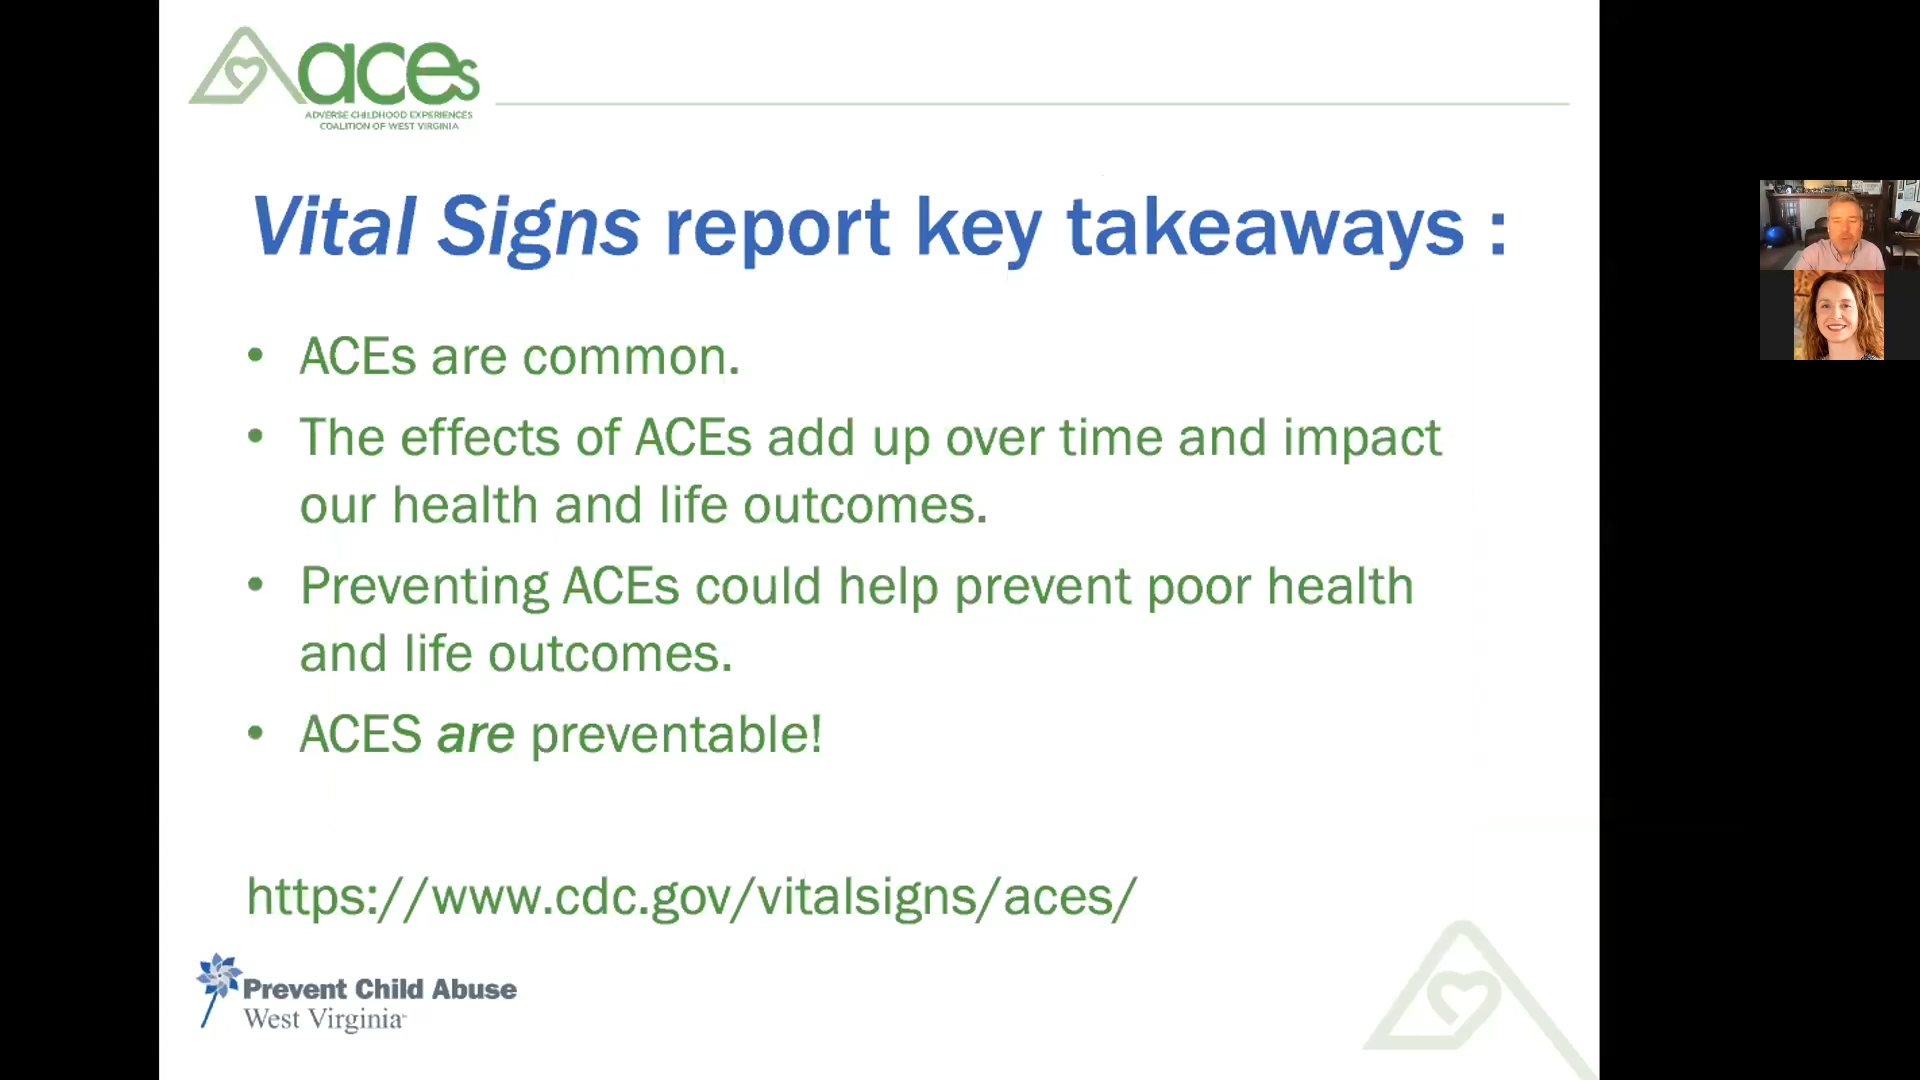 aces
ADVERSE CHILDHOOD EXPERIENCES
COALITION OF WEST VIRGINIA
Vital Signs report key takeaways :
• ACEs are common.
• The effects of ACEs add up over time and impact
our health and life outcomes.
• Preventing ACEs could help prevent poor health
and life outcomes.
• ACES are preventable!
https://www.cdc.gov/vitalsigns/aces/
Prevent Child Abuse
West Virginia